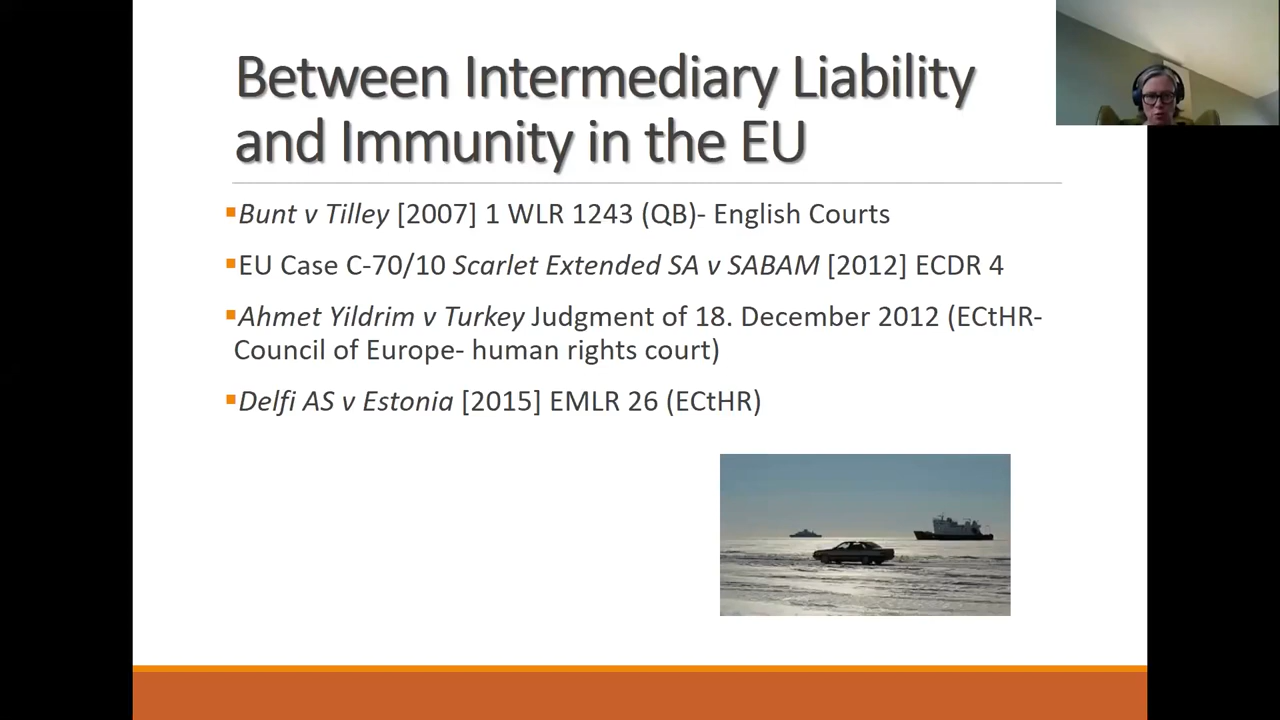 Between Intermediary Liability
and Immunity in the EU
Bunt v Tilley [2007] 1 WLR 1243 (QB)- English Courts
EU Case C-70/10 Scarlet Extended SA v SABAM [2012] ECDR 4
Ahmet Yildrim v Turkey Judgment of 18. December 2012 (ECtHR-
Council of Europe- human rights court)
Delfi AS v Estonia [2015] EMLR 26 (ECtHR)